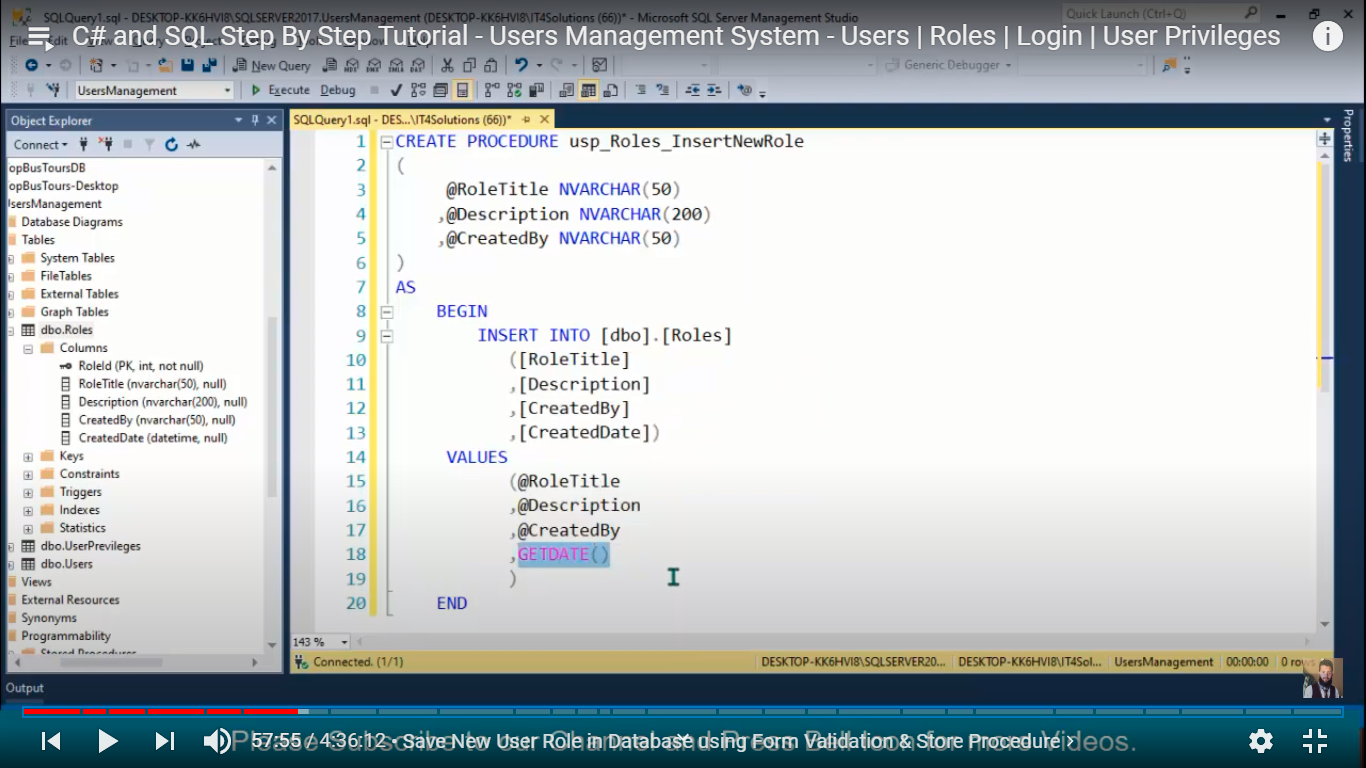 SQLQuery1.sql - DESKTOP-KK6HVI8\SQLSERVER2017.UsersManagement (DESKTOP-KK6HVI8\IT4Solutions (66))* - Microsoft SQL Server Management Studio
Quick Launch (Ctrl+Q)
C# and SQL Step By Step Tutorial - Users Management System - Users | Roles | Login | User Privileges
New Query
Generic Debugger
UsersManagement
Execute
Debug
Object Explorer
SQLQuery1.sql - DES...\IT4Solutions (66))*
Properties
Connect
opBusToursDB
opBusTours-Desktop
UsersManagement
Database Diagrams
Tables
System Tables
FileTables
External Tables
Graph Tables
dbo.Roles
Columns
RoleId (PK, int, not null)
RoleTitle (nvarchar(50), null)
Description (nvarchar(200), null)
CreatedBy (nvarchar(50), null)
CreatedDate (datetime, null)
Keys
Constraints
Triggers
Indexes
Statistics
dbo.UserPrevileges
dbo.Users
Views
External Resources
Synonyms
Programmability
Stored Procedures
1 CREATE PROCEDURE usp_Roles_InsertNewRole
2 (
3 @RoleTitle NVARCHAR(50)
4 ,@Description NVARCHAR(200)
5 ,@CreatedBy NVARCHAR(50)
6 )
7 AS
8 BEGIN
9 INSERT INTO [dbo].[Roles]
10 ([RoleTitle]
11 ,[Description]
12 ,[CreatedBy]
13 ,[CreatedDate])
14 VALUES
15 (@RoleTitle
16 ,@Description
17 ,@CreatedBy
18 ,GETDATE()
19 )
20 END
143 %
Connected. (1/1)
DESKTOP-KK6HVI8\SQLSERVER20...
DESKTOP-KK6HVI8\IT4Sol...
UsersManagement
00:00:00
0 rows
Output
57:55 / 4:36:12 • Save New User Role in Database using Form Validation & Store Procedure ›
Please Subscribe to our Channel and Press Bell Icon for more Videos.